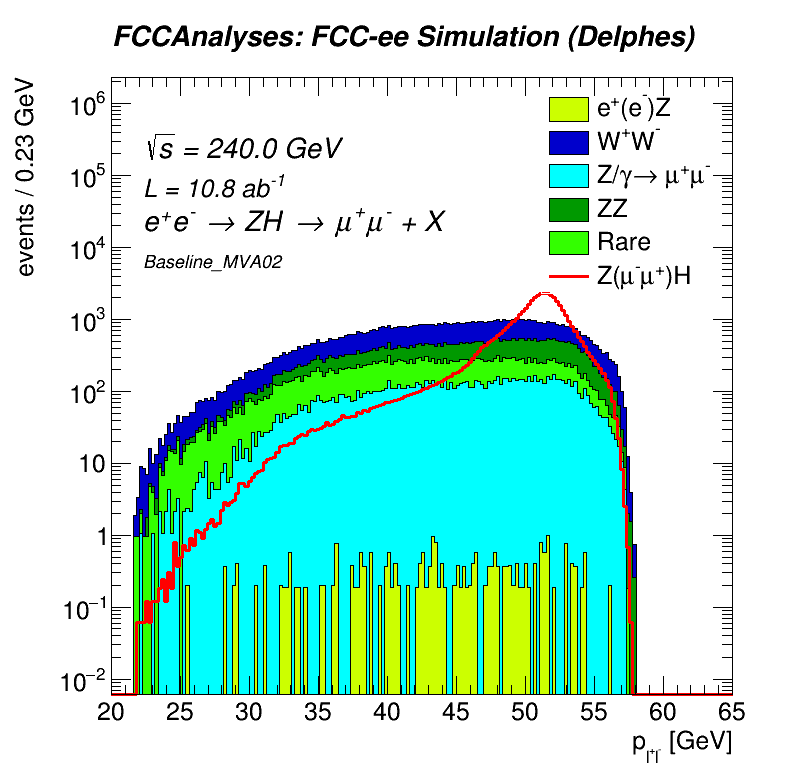 FCCAnalyses: FCC-ee Simulation (Delphes)
events / 0.23 GeV
√s = 240.0 GeV
L = 10.8 ab⁻¹
e⁺e⁻ → ZH → μ⁺μ⁻ + X
Baseline_MVA02
e⁺(e⁻)Z
W⁺W⁻
Z/γ→ μ⁺μ⁻
ZZ
Rare
Z(μ⁻μ⁺)H
10⁶
10⁵
10⁴
10³
10²
10
1
10⁻¹
10⁻²
20 25 30 35 40 45 50 55 60 65
p_l⁺l⁻ [GeV]